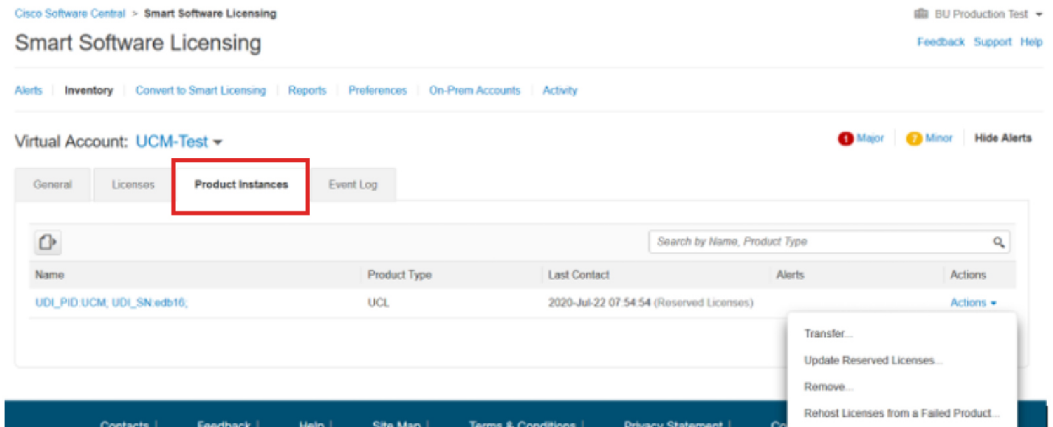 Cisco Software Central > Smart Software Licensing
BU Production Test
Smart Software Licensing
Feedback Support Help
Alerts | Inventory | Convert to Smart Licensing | Reports | Preferences | On-Prem Accounts | Activity
Virtual Account: UCM-Test
1 Major | Minor | Hide Alerts
General
Licenses
Product Instances
Event Log
Search by Name, Product Type
Name Product Type Last Contact Alerts Actions
UDI_PID:UCM; UDI_SN:edb16; UCL 2020-Jul-22 07:54:54 (Reserved Licenses) Actions
Transfer...
Update Reserved Licenses...
Remove...
Rehost Licenses from a Failed Product...
Contacts | Feedback | Help | Site Map | Terms & Conditions | Privacy Statement | Co